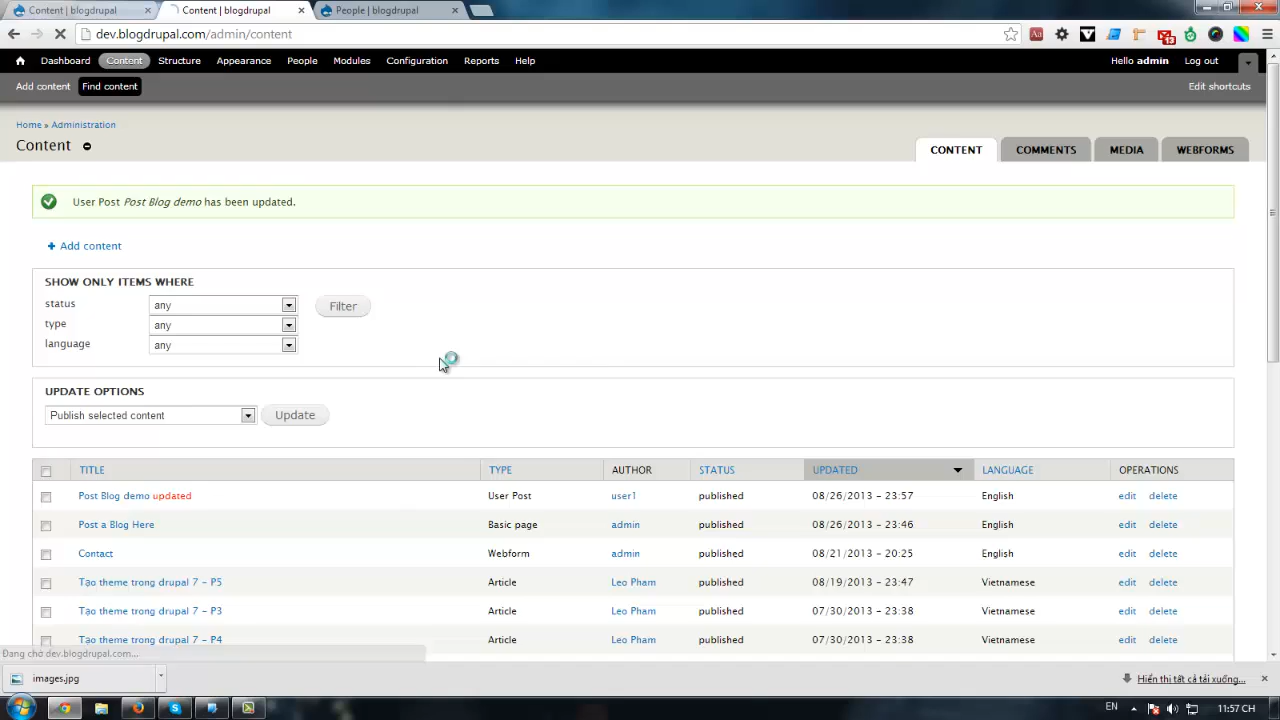 Content | blogdrupal
Content | blogdrupal
People | blogdrupal
dev.blogdrupal.com/admin/content
13
Dashboard Content Structure Appearance People Modules Configuration Reports Help
Hello admin Log out
Add content Find content
Edit shortcuts
Home » Administration
Content
CONTENT COMMENTS MEDIA WEBFORMS
User Post Post Blog demo has been updated.
+ Add content
SHOW ONLY ITEMS WHERE
status any Filter
type any
language any
UPDATE OPTIONS
Publish selected content Update
TITLE TYPE AUTHOR STATUS UPDATED LANGUAGE OPERATIONS
Post Blog demo updated User Post user1 published 08/26/2013 - 23:57 English edit delete
Post a Blog Here Basic page admin published 08/26/2013 - 23:46 English edit delete
Contact Webform admin published 08/21/2013 - 20:25 English edit delete
Tạo theme trong drupal 7 - P5 Article Leo Pham published 08/19/2013 - 23:47 Vietnamese edit delete
Tạo theme trong drupal 7 - P3 Article Leo Pham published 07/30/2013 - 23:38 Vietnamese edit delete
Tạo theme trong drupal 7 - P4 Article Leo Pham published 07/30/2013 - 23:38 Vietnamese edit delete
Đang chờ dev.blogdrupal.com...
images.jpg
Hiển thị tất cả tải xuống...
EN
11:57 CH